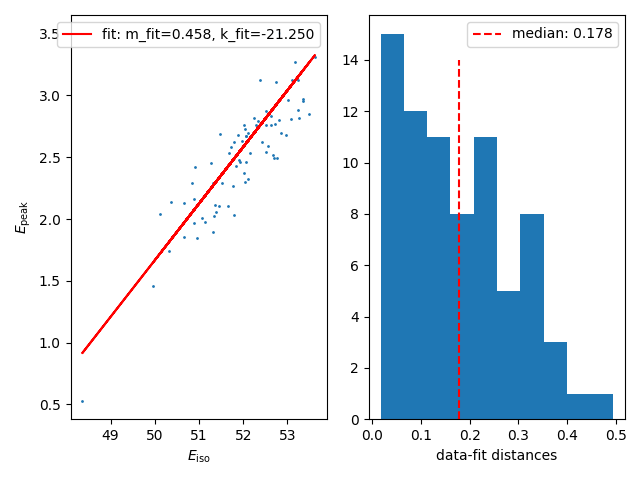 fit: m_fit=0.458, k_fit=-21.250
3.5
3.0
2.5
2.0
1.5
1.0
0.5
E_peak
49 50 51 52 53
E_iso
median: 0.178
14
12
10
8
6
4
2
0
0.0 0.1 0.2 0.3 0.4 0.5
data-fit distances